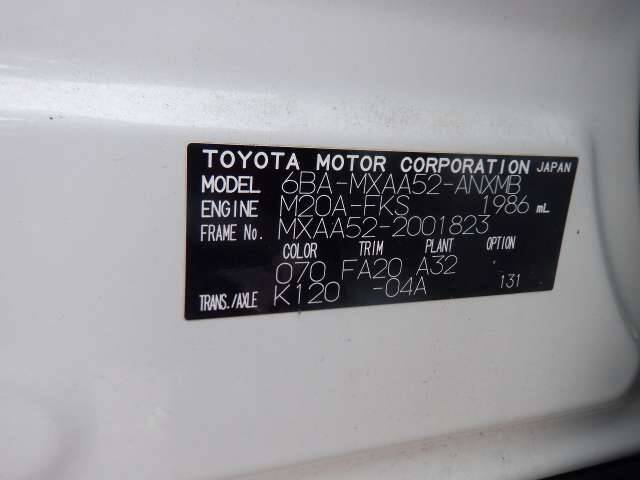 TOYOTA MOTOR CORPORATION JAPAN
MODEL 6BA-MXAA52-ANXMB
ENGINE M20A-FKS 1986 mL
FRAME No. MXAA52-2001823
COLOR TRIM PLANT OPTION
070 FA20 A32
TRANS./AXLE K120 -04A 131